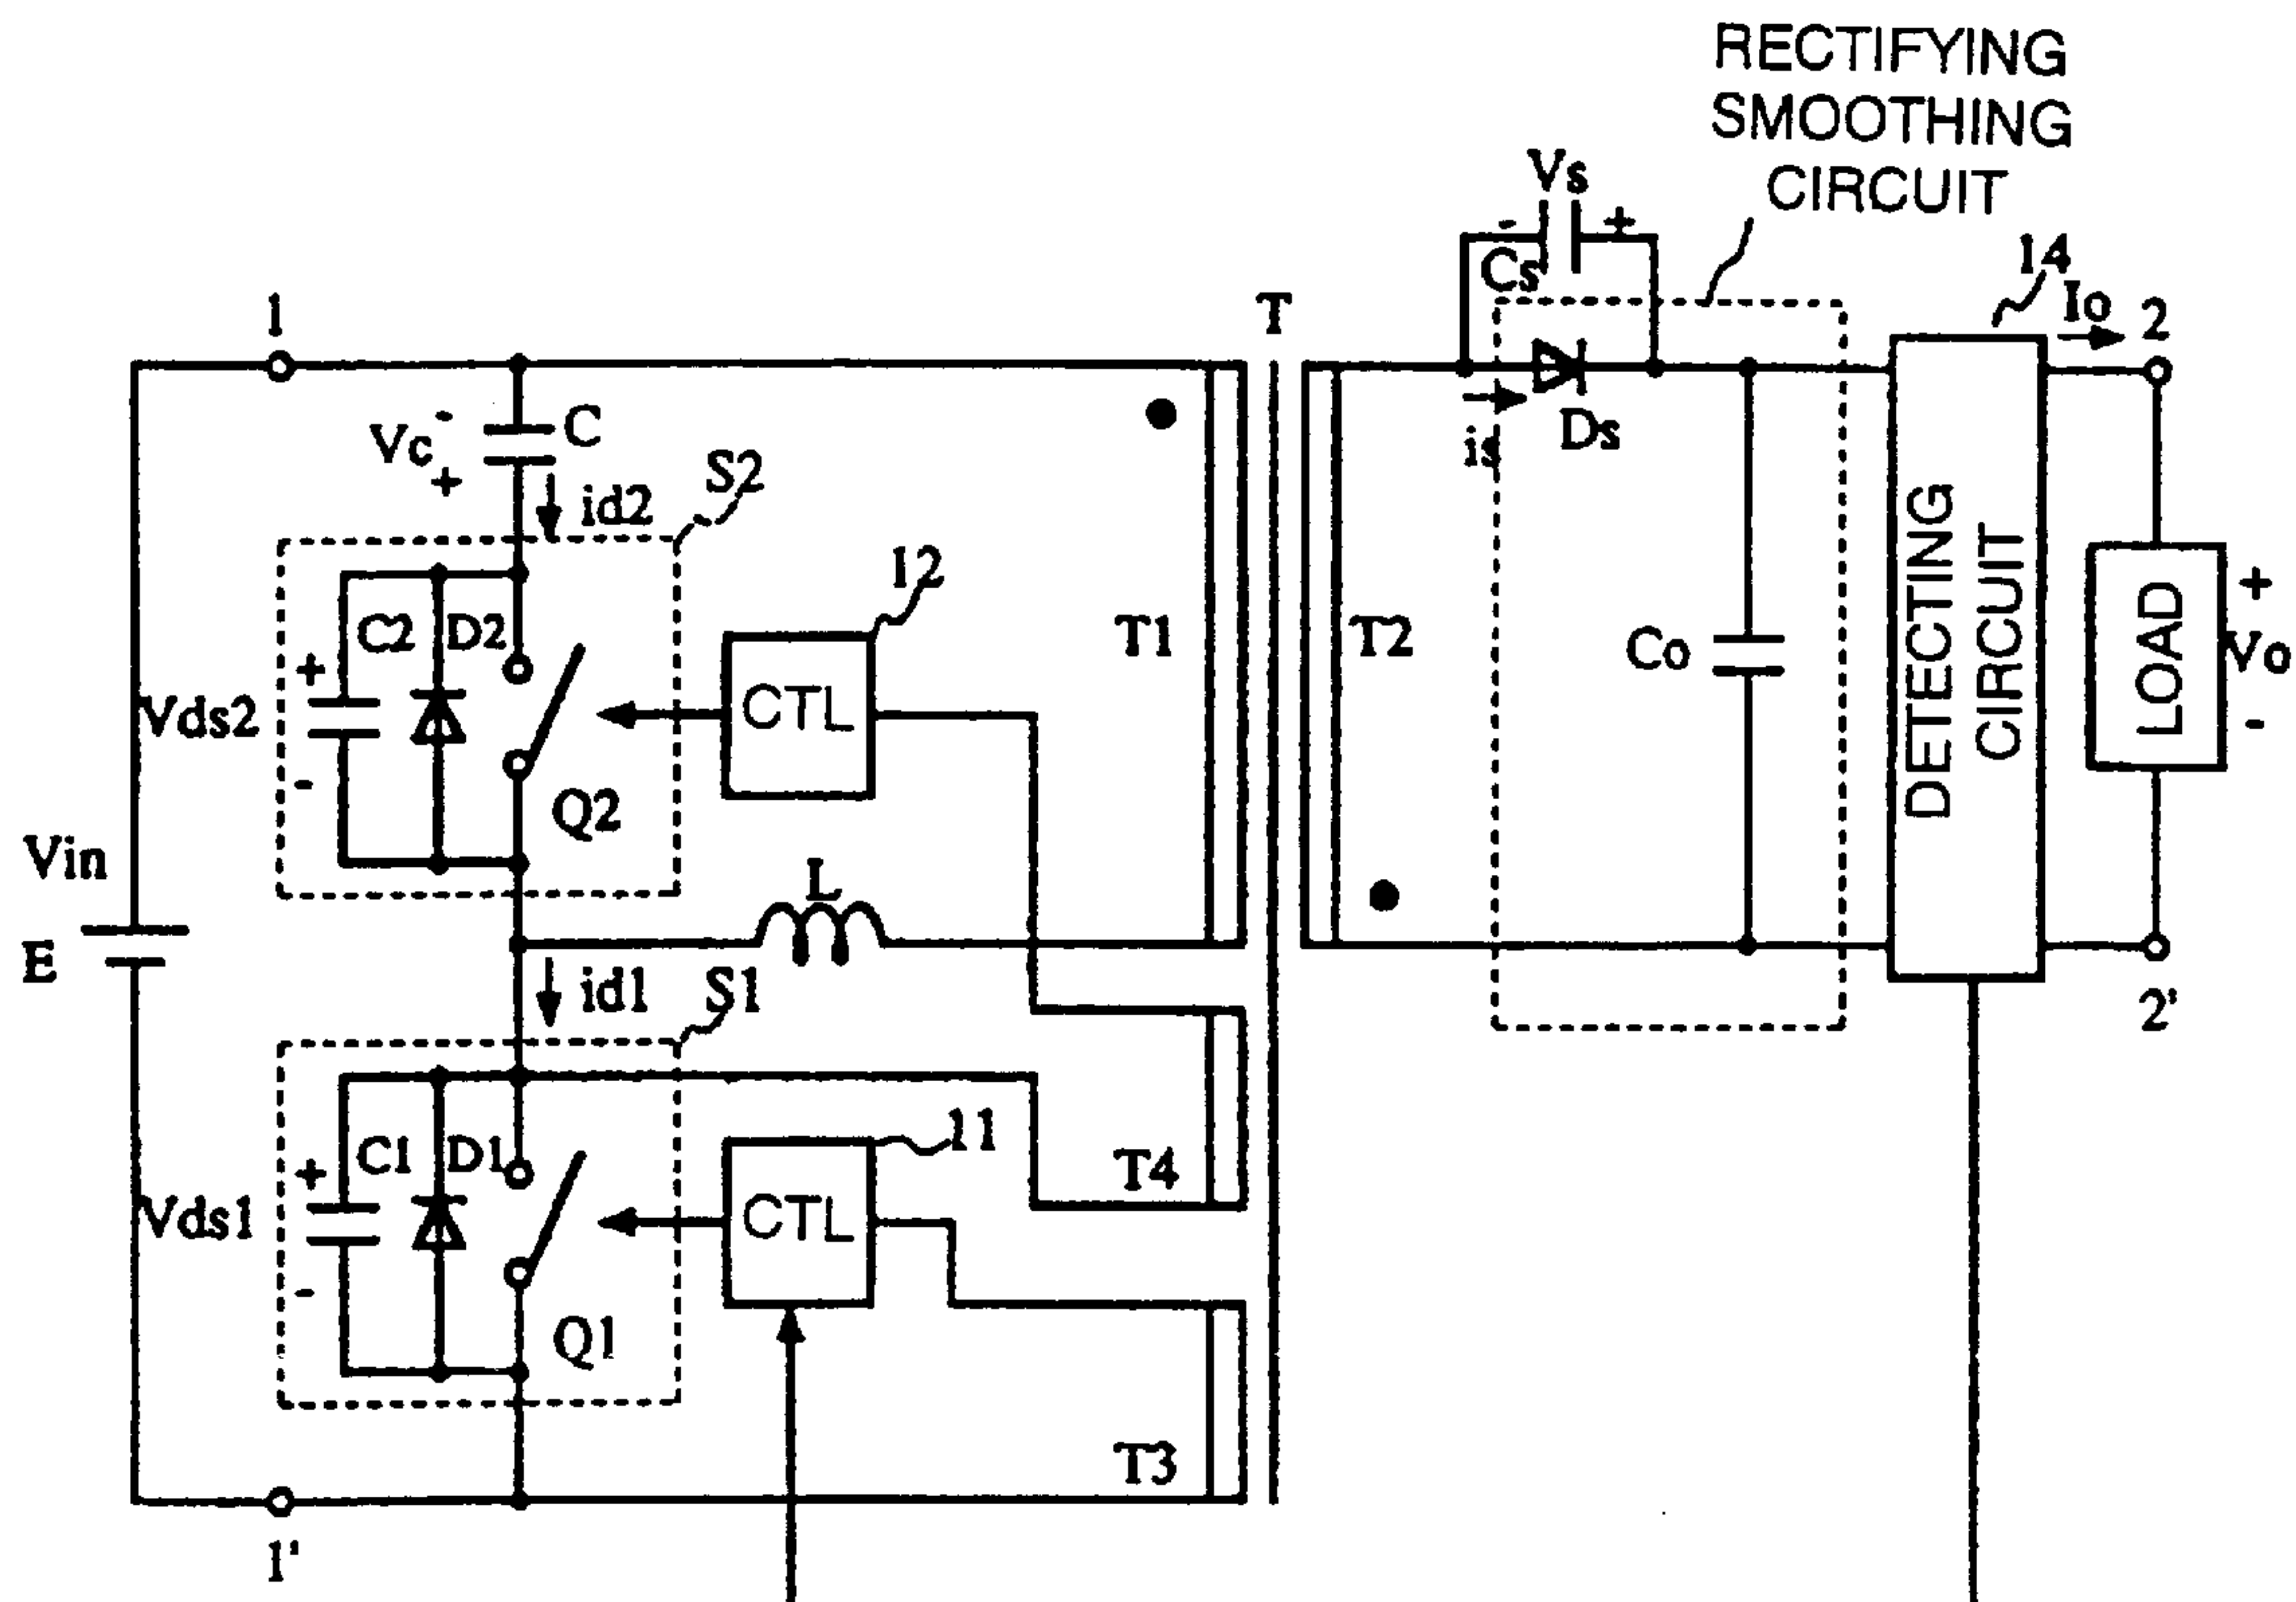 RECTIFYING
SMOOTHING
CIRCUIT
Vs
- +
Cs
14
Io
2
1
T
Vc
-
+
C
id2
S2
is
Ds
12
C2
D2
+
Vds2
-
CTL
Q2
T1
T2
Co
DETECTING
CIRCUIT
LOAD
+
Vo
-
Vin
E
L
id1
S1
2'
11
C1
D1
+
Vds1
-
CTL
Q1
T4
T3
1'